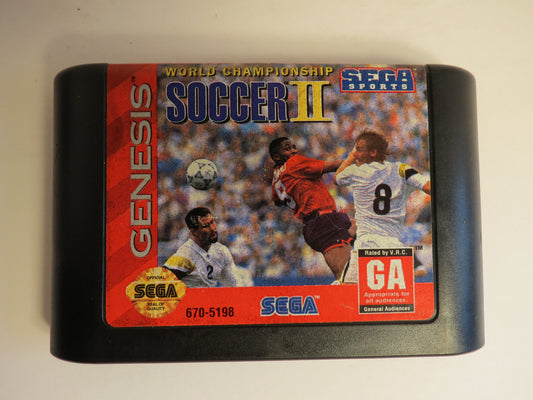 WORLD CHAMPIONSHIP
SOCCER II
SEGA
SPORTS
GENESIS
TM
8
2
Rated by V.R.C.
GA
Appropriate for
all audiences.
General Audiences
OFFICIAL
SEGA
SEAL OF
QUALITY
670-5198
SEGA